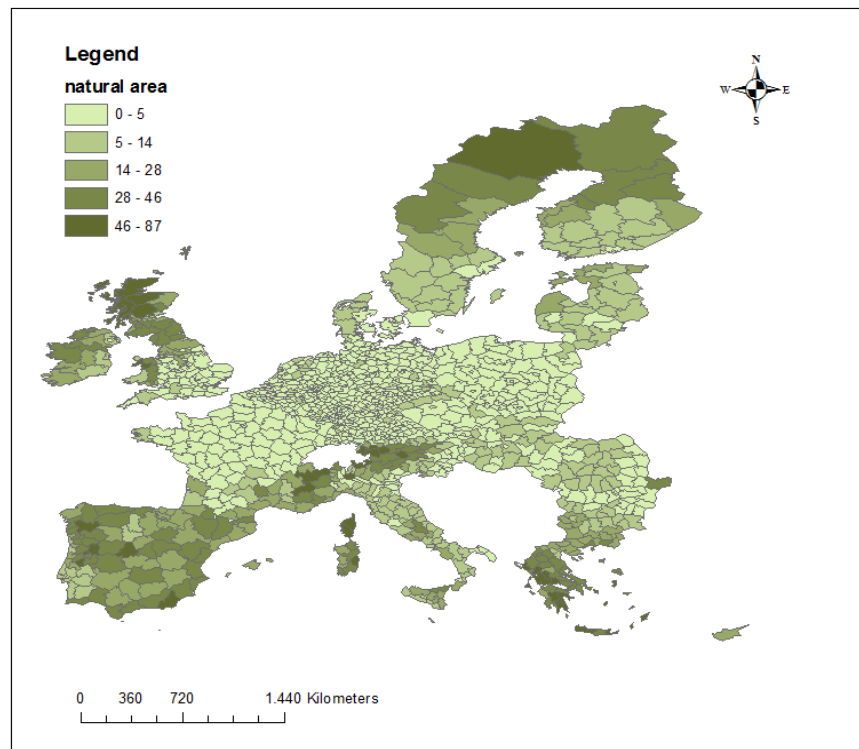 Legend
natural area
0 - 5
5 - 14
14 - 28
28 - 46
46 - 87
N
W E
S
0 360 720 1.440 Kilometers